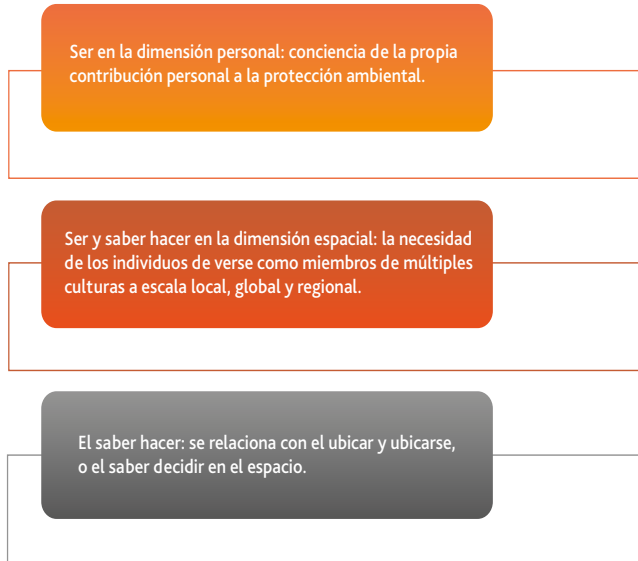 Ser en la dimensión personal: conciencia de la propia
contribución personal a la protección ambiental.
Ser y saber hacer en la dimensión espacial: la necesidad
de los individuos de verse como miembros de múltiples
culturas a escala local, global y regional.
El saber hacer: se relaciona con el ubicar y ubicarse,
o el saber decidir en el espacio.